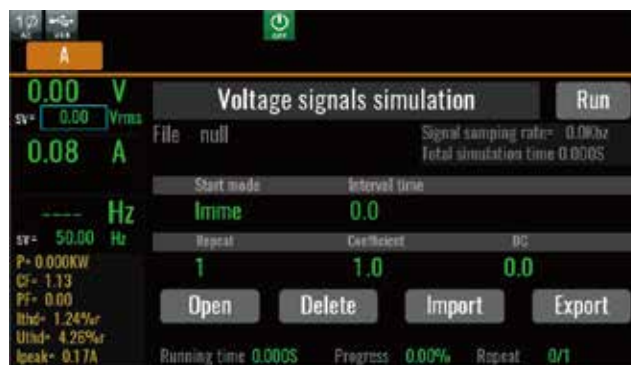 1Ø
AC
USB
OFF
A
0.00 V
SV= 0.00 Vrms
0.08 A
---- Hz
SV= 50.00 Hz
P= 0.000KW
CF= 1.13
PF= 0.00
Ithd= 1.24%r
Uthd= 4.26%r
Ipeak= 0.17A
Voltage signals simulation
Run
File null
Signal samping rate= 0.0Khz
Total simulation time 0.000S
Start mode Interval time
Imme 0.0
Repeat Coefficient DC
1 1.0 0.0
Open Delete Import Export
Running time 0.000S Progress 0.00% Repeat 0/1